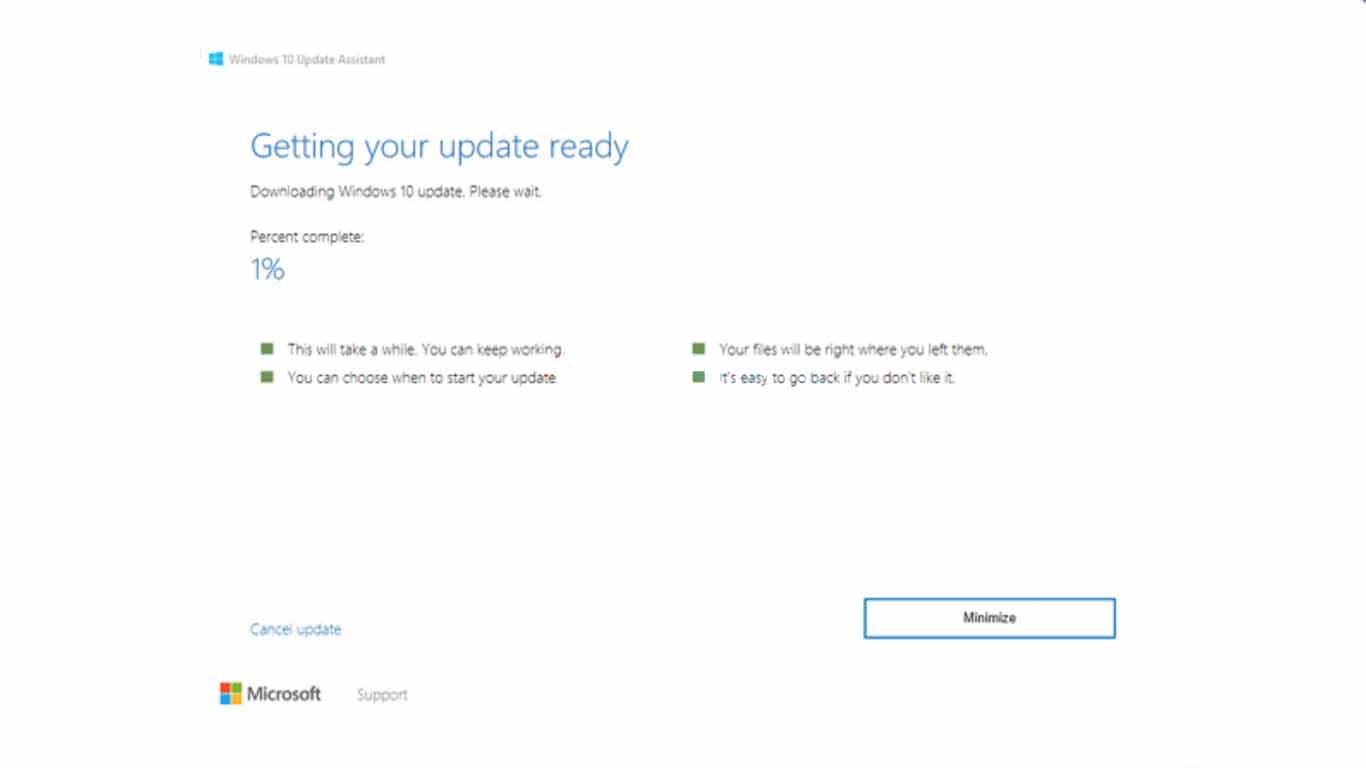 Windows 10 Update Assistant
Getting your update ready
Downloading Windows 10 update. Please wait.
Percent complete:
1%
This will take a while. You can keep working.
You can choose when to start your update.
Your files will be right where you left them.
It's easy to go back if you don't like it.
Minimize
Cancel update
Microsoft
Support